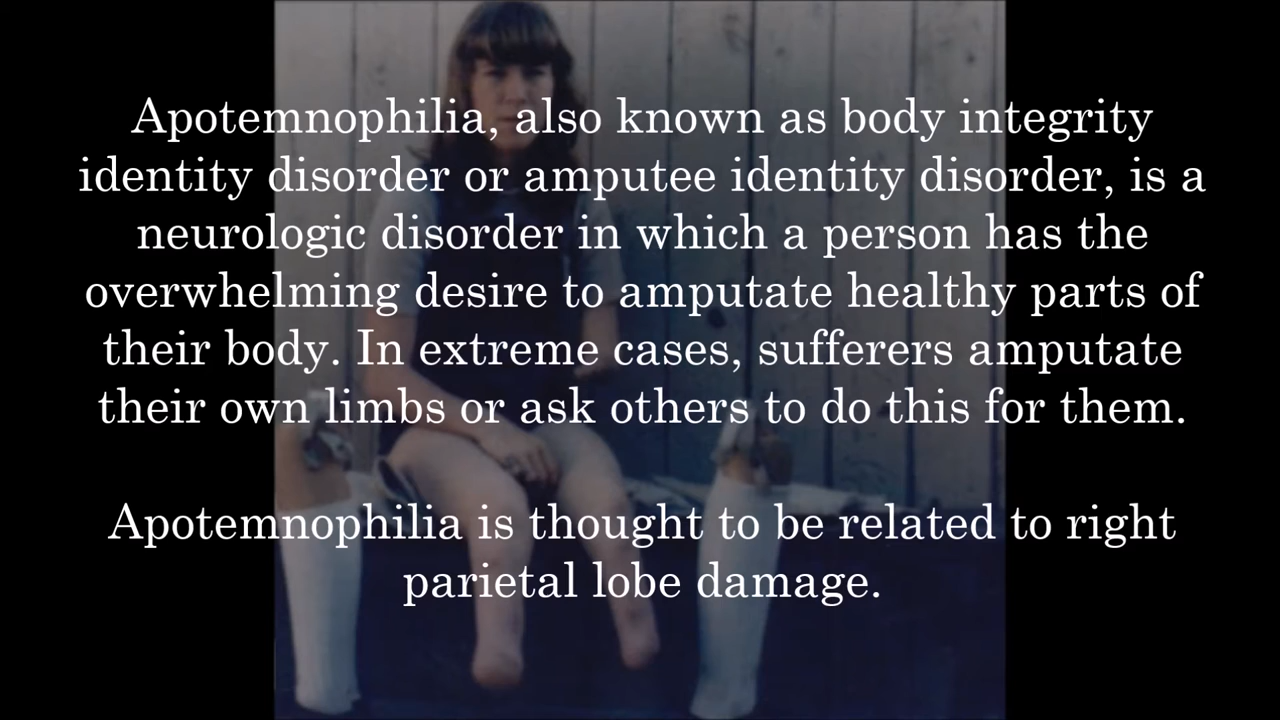 Apotemnophilia, also known as body integrity
identity disorder or amputee identity disorder, is a
neurologic disorder in which a person has the
overwhelming desire to amputate healthy parts of
their body. In extreme cases, sufferers amputate
their own limbs or ask others to do this for them.
Apotemnophilia is thought to be related to right
parietal lobe damage.